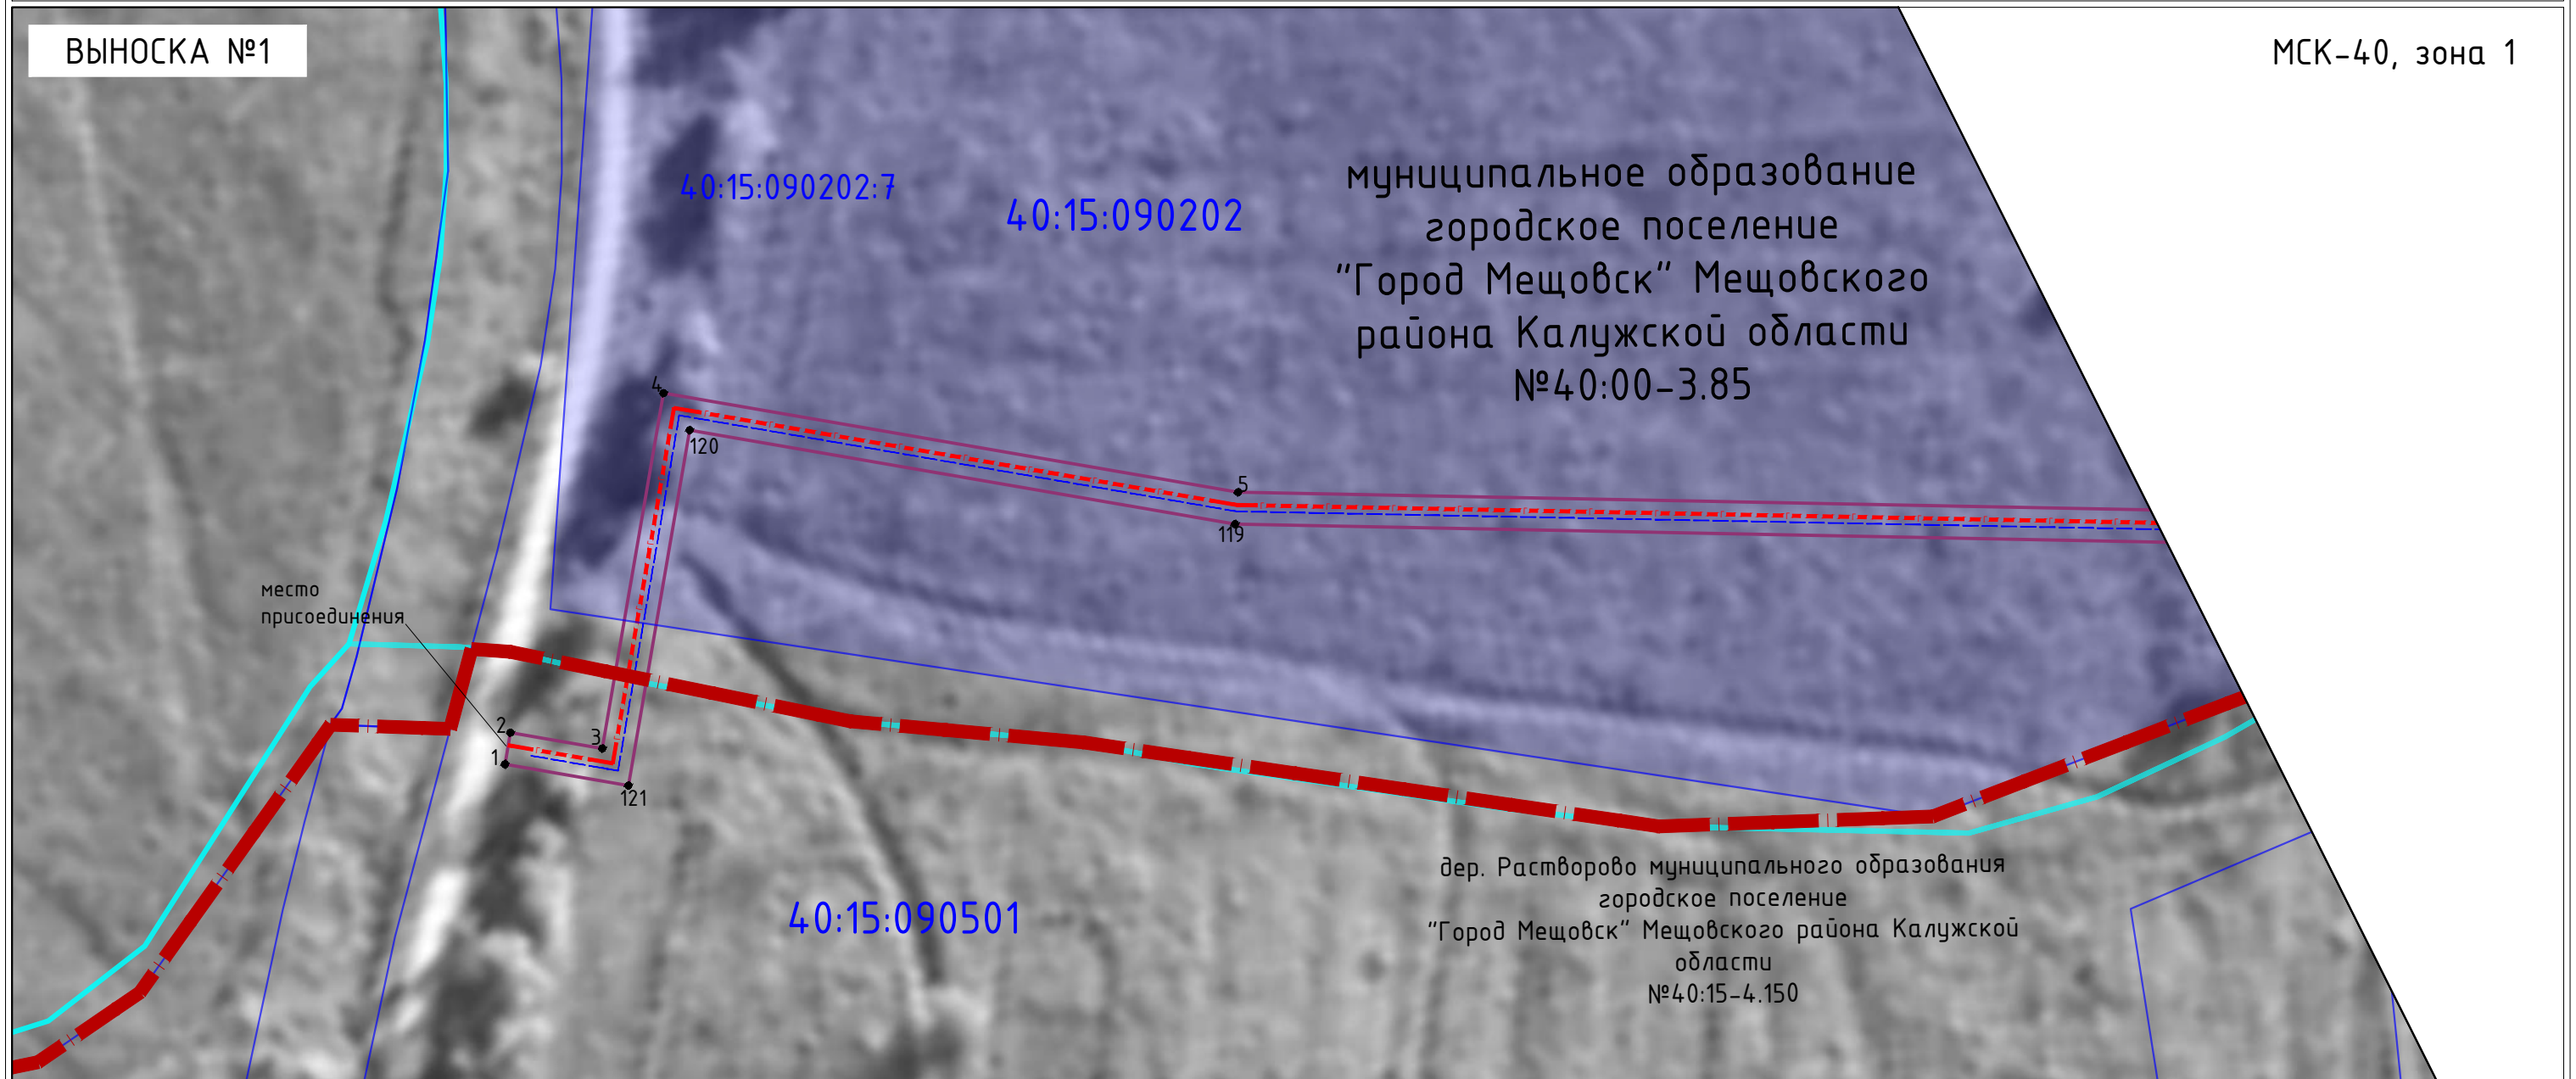 ВЫНОСКА №1
МСК-40, зона 1
40:15:090202:7
40:15:090202
муниципальное образование
городское поселение
"Город Мещовск" Мещовского
района Калужской области
№40:00-3.85
4
120
5
119
место
присоединения
2
3
1
121
40:15:090501
дер. Растворово муниципального образования
городское поселение
"Город Мещовск" Мещовского района Калужской
области
№40:15-4.150